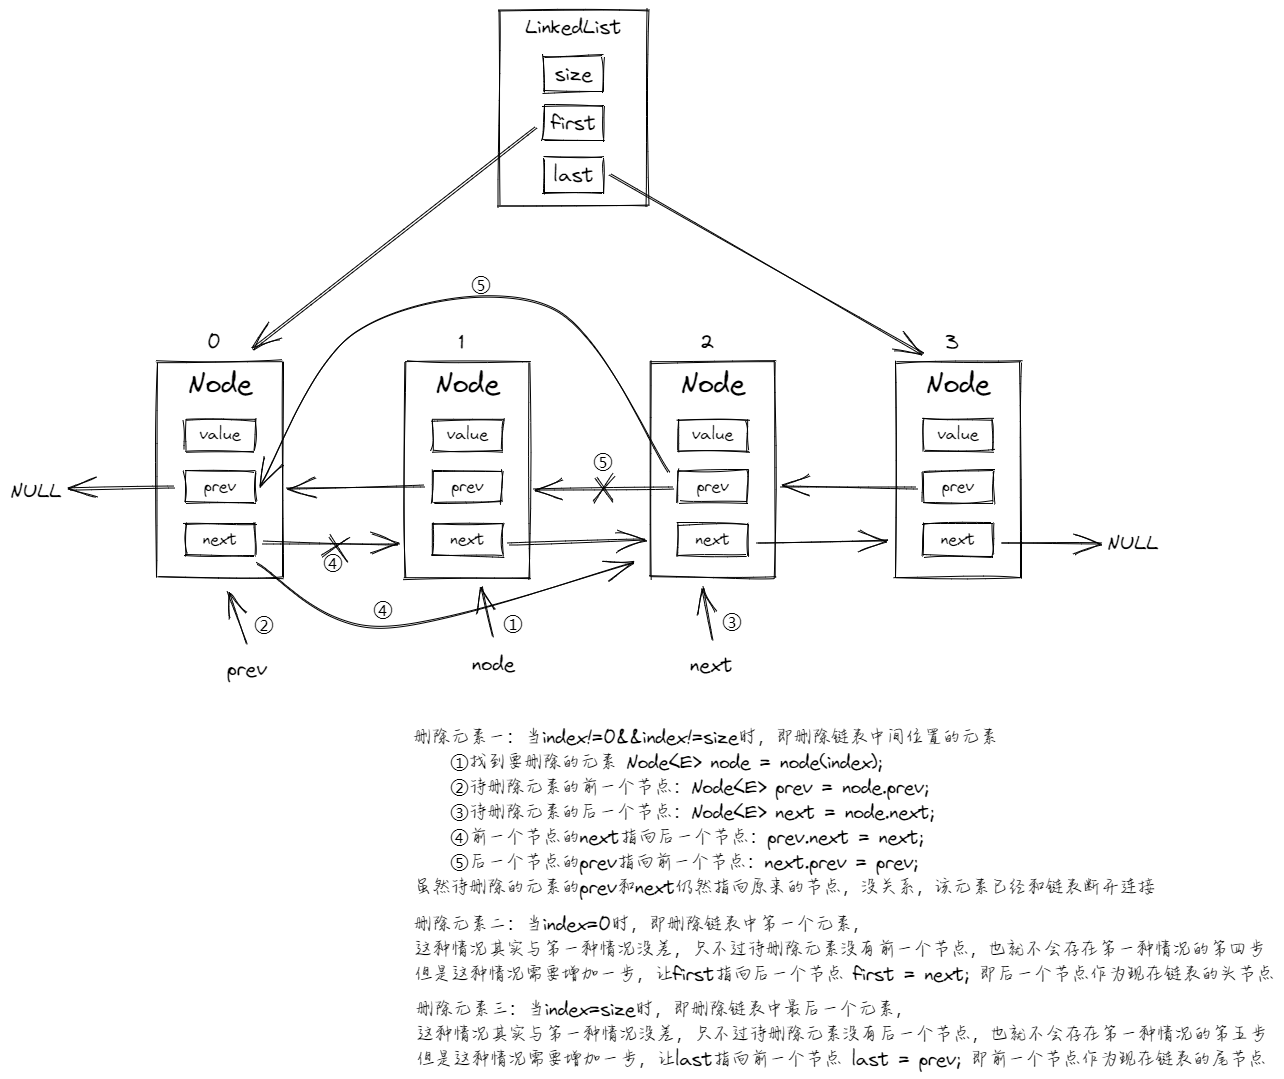 LinkedList
size
first
last
⑤
0
1
2
3
Node
Node
Node
Node
value
value
value
value
⑤
NULL
prev
prev
prev
prev
next
next
next
next
NULL
④
④
②
①
③
prev
node
next
删除元素一：当index!=0&&index!=size时，即删除链表中间位置的元素
①找到要删除的元素 Node<E> node = node(index);
②待删除元素的前一个节点：Node<E> prev = node.prev;
③待删除元素的后一个节点：Node<E> next = node.next;
④前一个节点的next指向后一个节点：prev.next = next;
⑤后一个节点的prev指向前一个节点：next.prev = prev;
虽然待删除的元素的prev和next仍然指向原来的节点，没关系，该元素已经和链表断开连接
删除元素二：当index=0时，即删除链表中第一个元素，
这种情况其实与第一种情况没差，只不过待删除元素没有前一个节点，也就不会存在第一种情况的第四步
但是这种情况需要增加一步，让first指向后一个节点 first = next; 即后一个节点作为现在链表的头节点
删除元素三：当index=size时，即删除链表中最后一个元素，
这种情况其实与第一种情况没差，只不过待删除元素没有后一个节点，也就不会存在第一种情况的第五步
但是这种情况需要增加一步，让last指向前一个节点 last = prev; 即前一个节点作为现在链表的尾节点